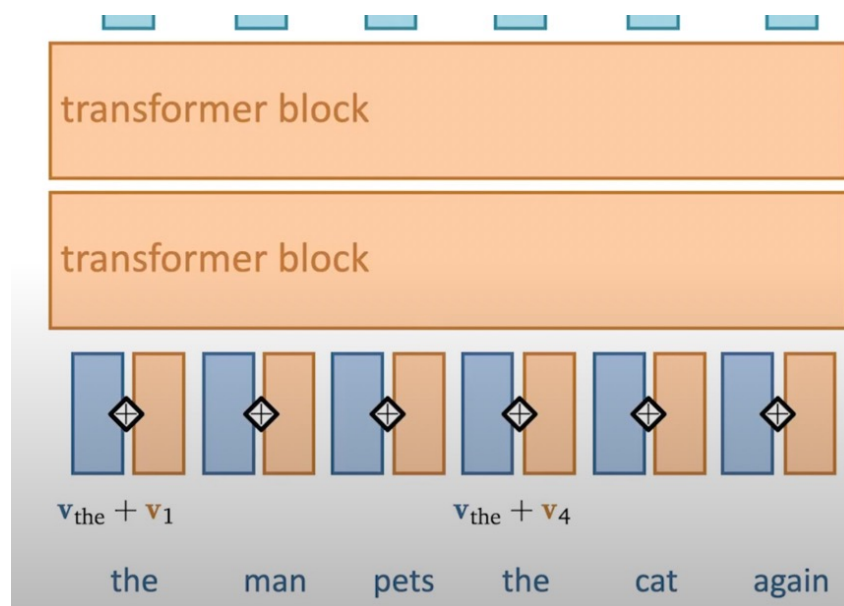 transformer block
transformer block
v_the + v_1 v_the + v_4
the man pets the cat again